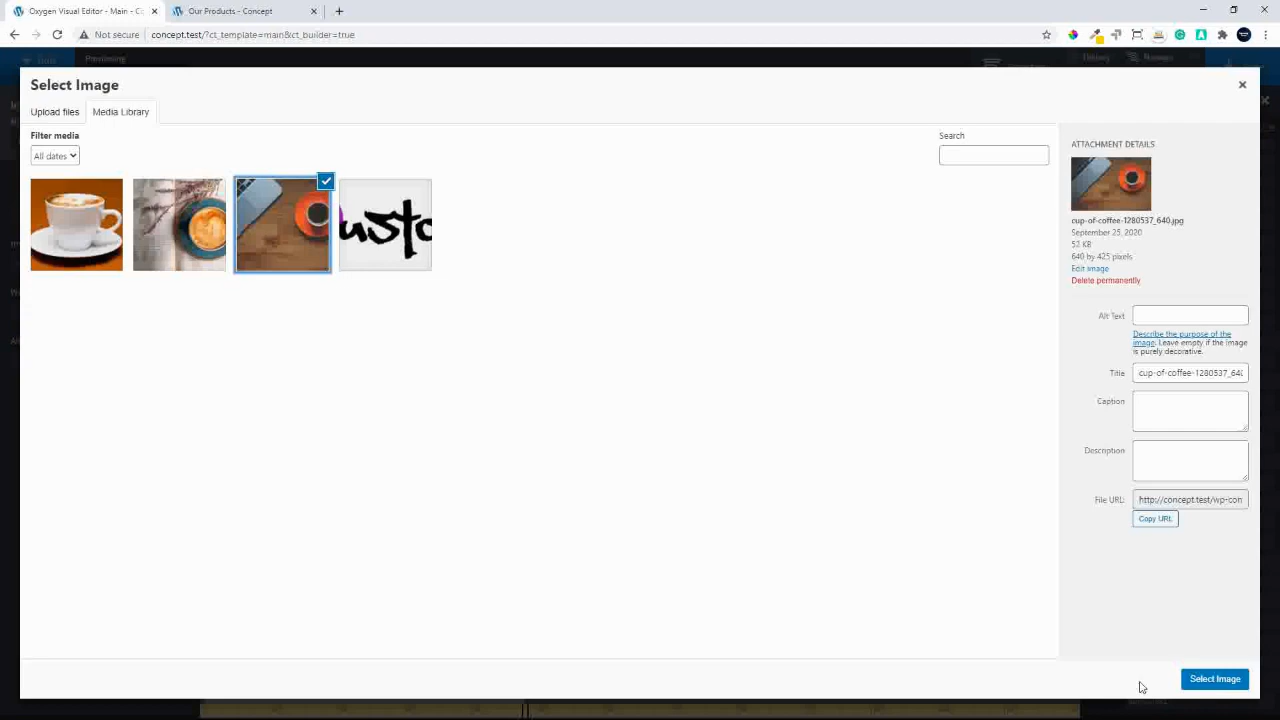 Oxygen Visual Editor - Main - C
Our Products - Concept
Not secure
concept.test/?ct_template=main&ct_builder=true
Select Image
Upload files
Media Library
Filter media
All dates
Search
usto
ATTACHMENT DETAILS
cup-of-coffee-1280537_640.jpg
September 25, 2020
52 KB
640 by 425 pixels
Edit Image
Delete permanently
Alt Text
Describe the purpose of the
image. Leave empty if the image
is purely decorative.
Title
cup-of-coffee-1280537_640
Caption
Description
File URL:
http://concept.test/wp-con
Copy URL
Select Image